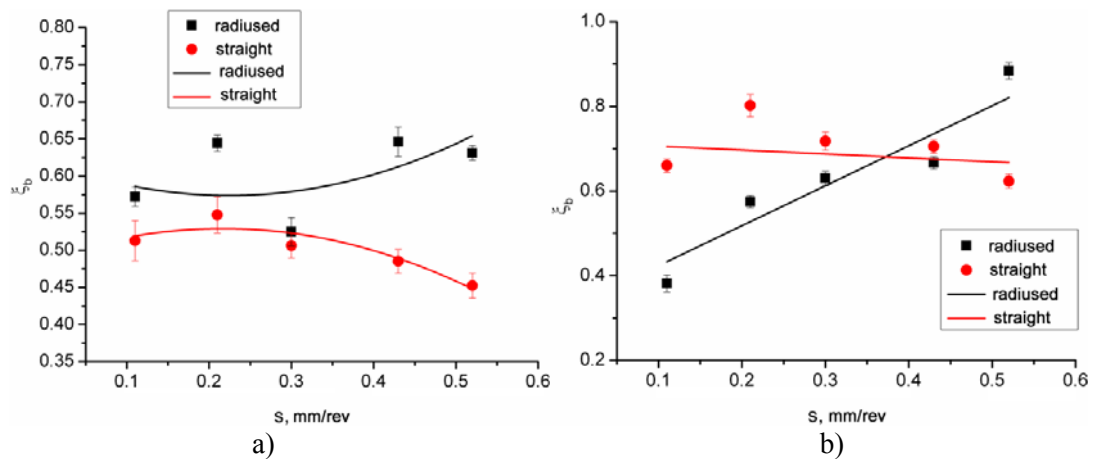 0.80
0.75
0.70
0.65
0.60
0.55
0.50
0.45
0.40
0.35
ξb
radiused
straight
radiused
straight
0.1 0.2 0.3 0.4 0.5 0.6
s, mm/rev
a)
1.0
0.8
0.6
0.4
0.2
ξb
radiused
straight
radiused
straight
0.1 0.2 0.3 0.4 0.5 0.6
s, mm/rev
b)